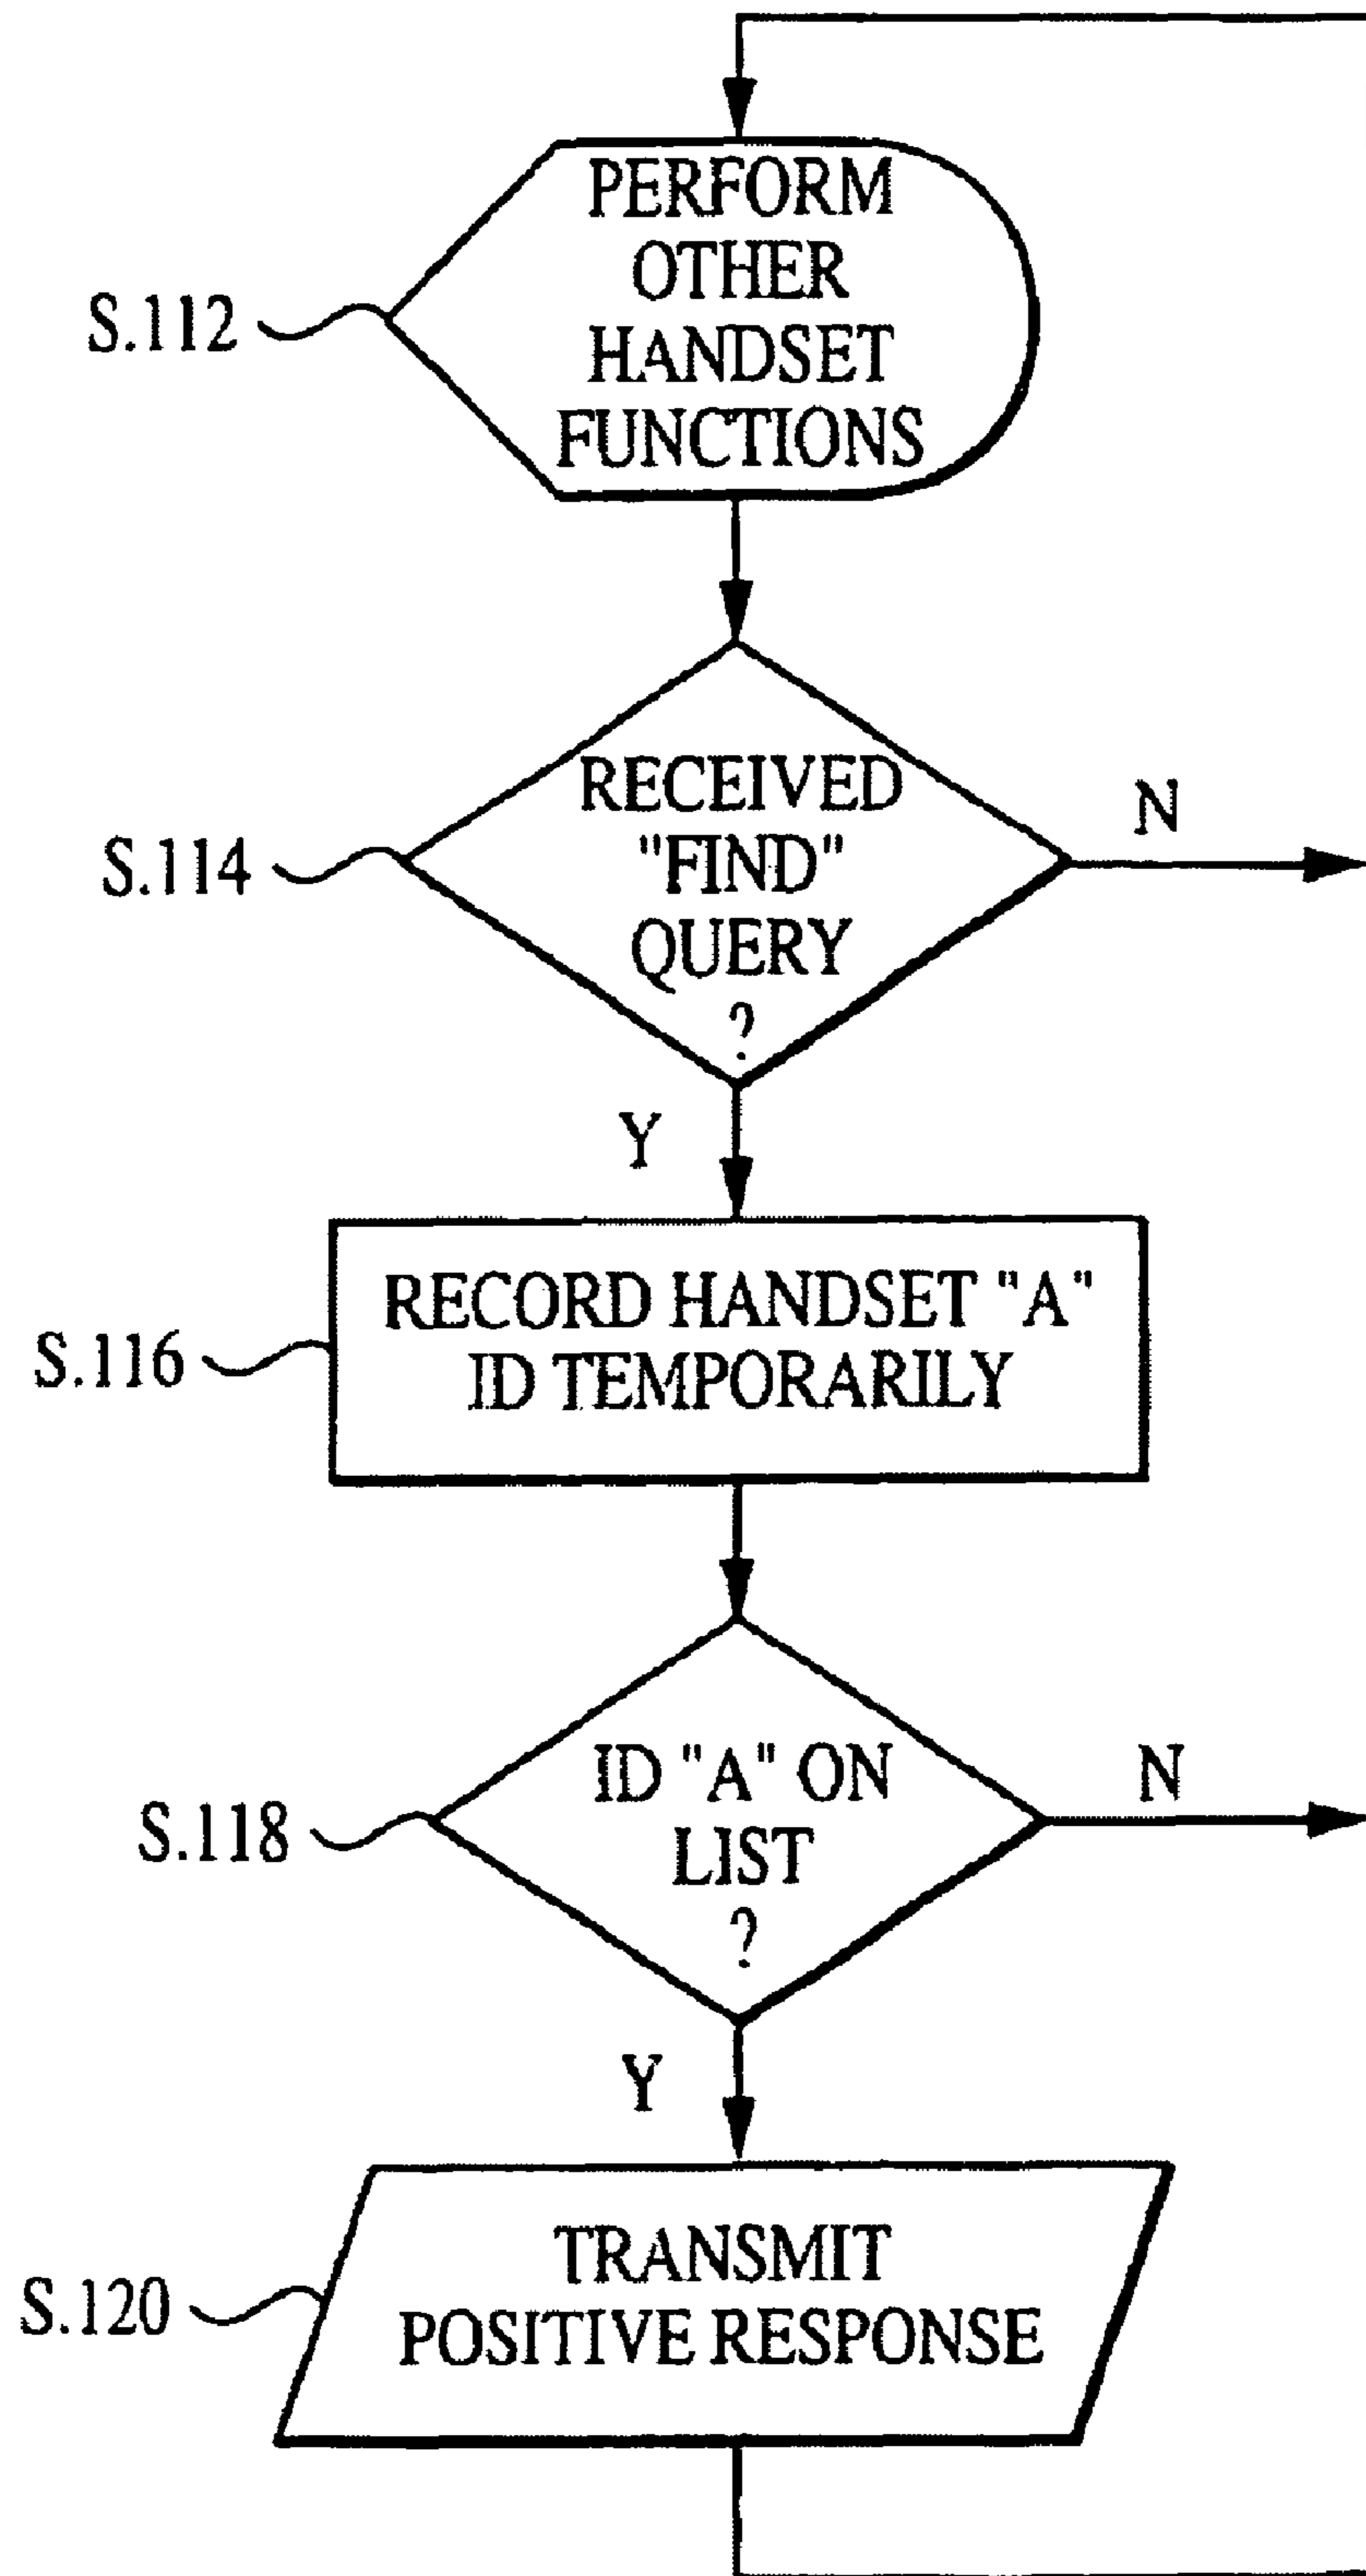 PERFORM
OTHER
HANDSET
FUNCTIONS
S.112
RECEIVED
"FIND"
QUERY
?
S.114
N
Y
RECORD HANDSET "A"
ID TEMPORARILY
S.116
ID "A" ON
LIST
?
S.118
N
Y
TRANSMIT
POSITIVE RESPONSE
S.120